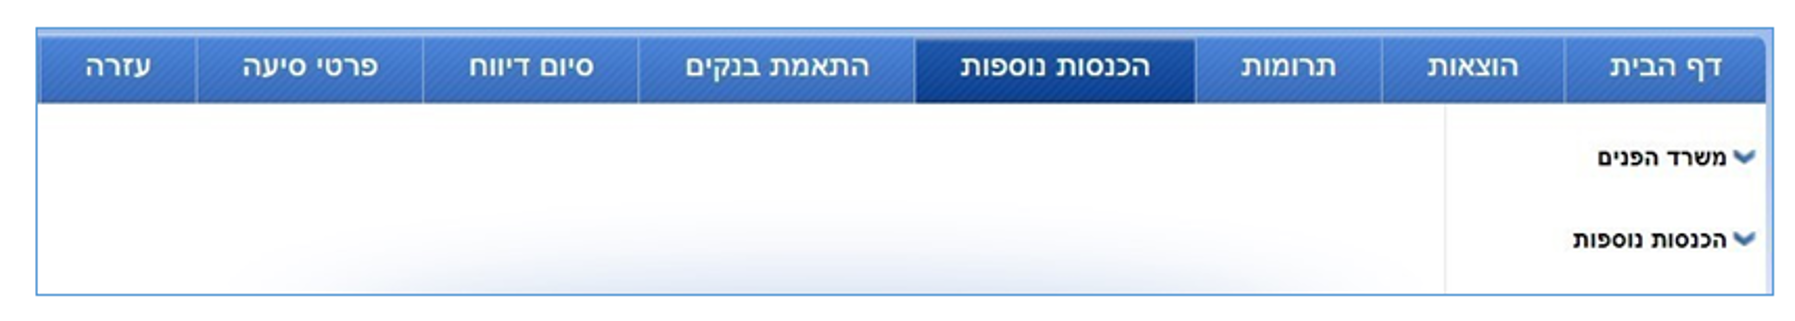 דף הבית הוצאות תרומות הכנסות נוספות התאמת בנקים סיום דיווח פרטי סיעה עזרה
משרד הפנים
הכנסות נוספות